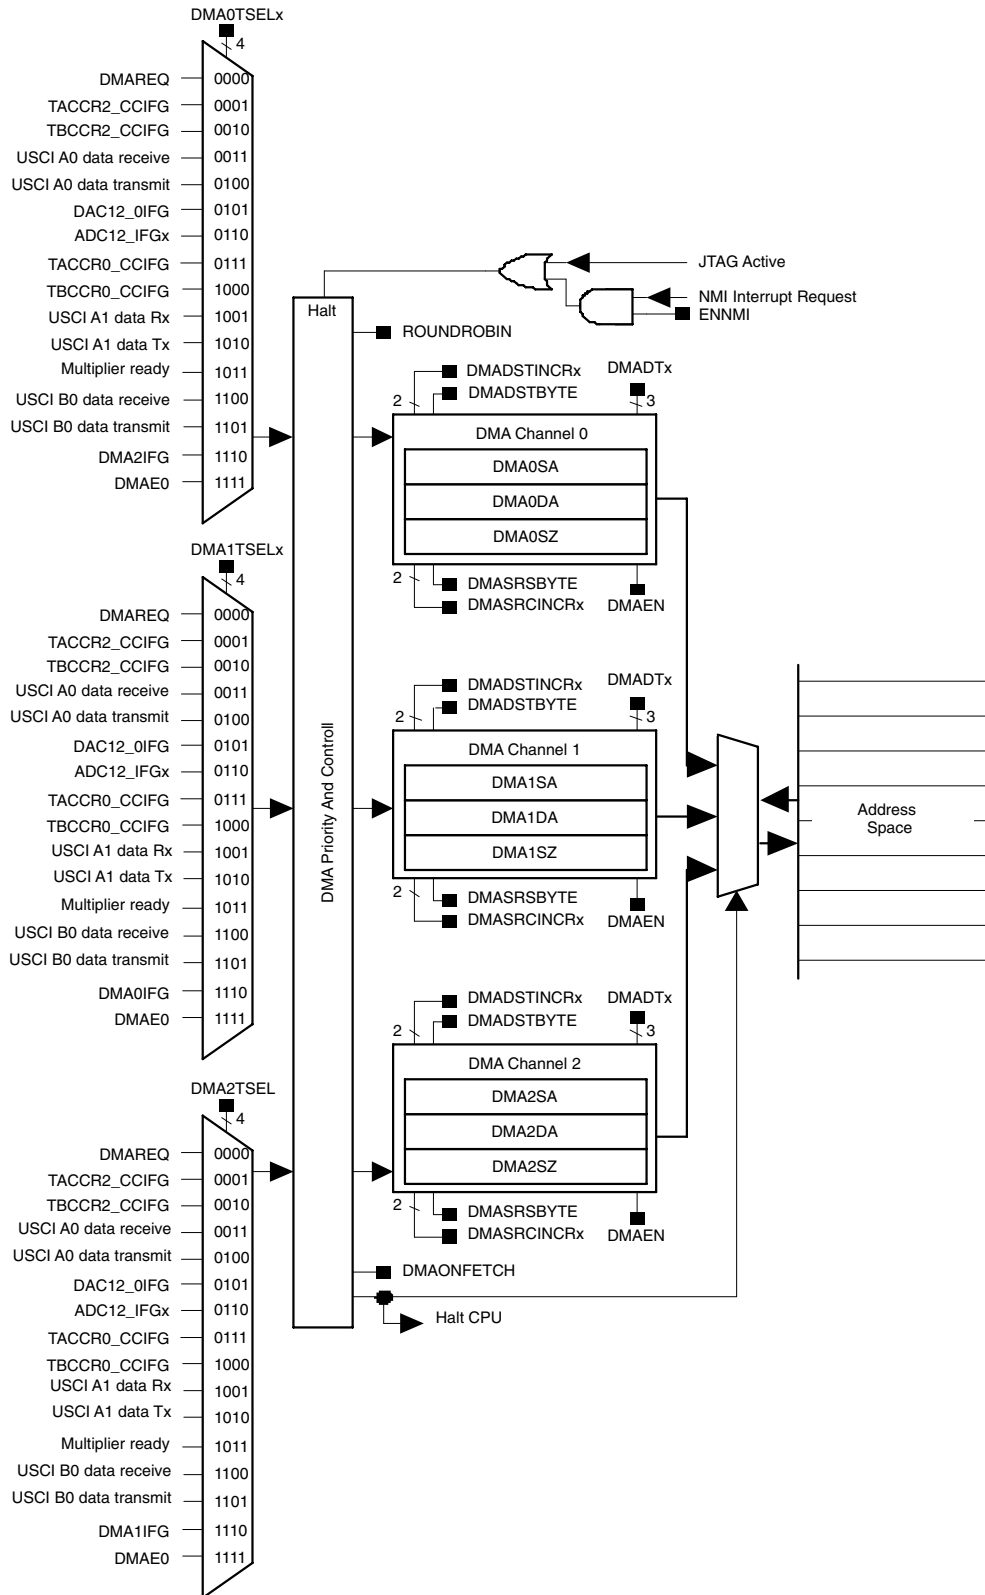 DMA0TSELx
4
DMAREQ 0000
TACCR2_CCIFG 0001
TBCCR2_CCIFG 0010
USCI A0 data receive 0011
USCI A0 data transmit 0100
DAC12_0IFG 0101
ADC12_IFGx 0110
TACCR0_CCIFG 0111
TBCCR0_CCIFG 1000
USCI A1 data Rx 1001
USCI A1 data Tx 1010
Multiplier ready 1011
USCI B0 data receive 1100
USCI B0 data transmit 1101
DMA2IFG 1110
DMAE0 1111
DMA1TSELx
4
DMAREQ 0000
TACCR2_CCIFG 0001
TBCCR2_CCIFG 0010
USCI A0 data receive 0011
USCI A0 data transmit 0100
DAC12_0IFG 0101
ADC12_IFGx 0110
TACCR0_CCIFG 0111
TBCCR0_CCIFG 1000
USCI A1 data Rx 1001
USCI A1 data Tx 1010
Multiplier ready 1011
USCI B0 data receive 1100
USCI B0 data transmit 1101
DMA0IFG 1110
DMAE0 1111
DMA2TSEL
4
DMAREQ 0000
TACCR2_CCIFG 0001
TBCCR2_CCIFG 0010
USCI A0 data receive 0011
USCI A0 data transmit 0100
DAC12_0IFG 0101
ADC12_IFGx 0110
TACCR0_CCIFG 0111
TBCCR0_CCIFG 1000
USCI A1 data Rx 1001
USCI A1 data Tx 1010
Multiplier ready 1011
USCI B0 data receive 1100
USCI B0 data transmit 1101
DMA1IFG 1110
DMAE0 1111
Halt
DMA Priority And Controll
JTAG Active
NMI Interrupt Request
ENNMI
ROUNDROBIN
DMADSTINCRx
DMADTx
2
DMADSTBYTE
3
DMA Channel 0
DMA0SA
DMA0DA
DMA0SZ
2
DMASRSBYTE
DMASRCINCRx
DMAEN
DMADSTINCRx
DMADTx
2
DMADSTBYTE
3
DMA Channel 1
DMA1SA
DMA1DA
DMA1SZ
2
DMASRSBYTE
DMASRCINCRx
DMAEN
DMADSTINCRx
DMADTx
2
DMADSTBYTE
3
DMA Channel 2
DMA2SA
DMA2DA
DMA2SZ
2
DMASRSBYTE
DMASRCINCRx
DMAEN
DMAONFETCH
Halt CPU
Address
Space